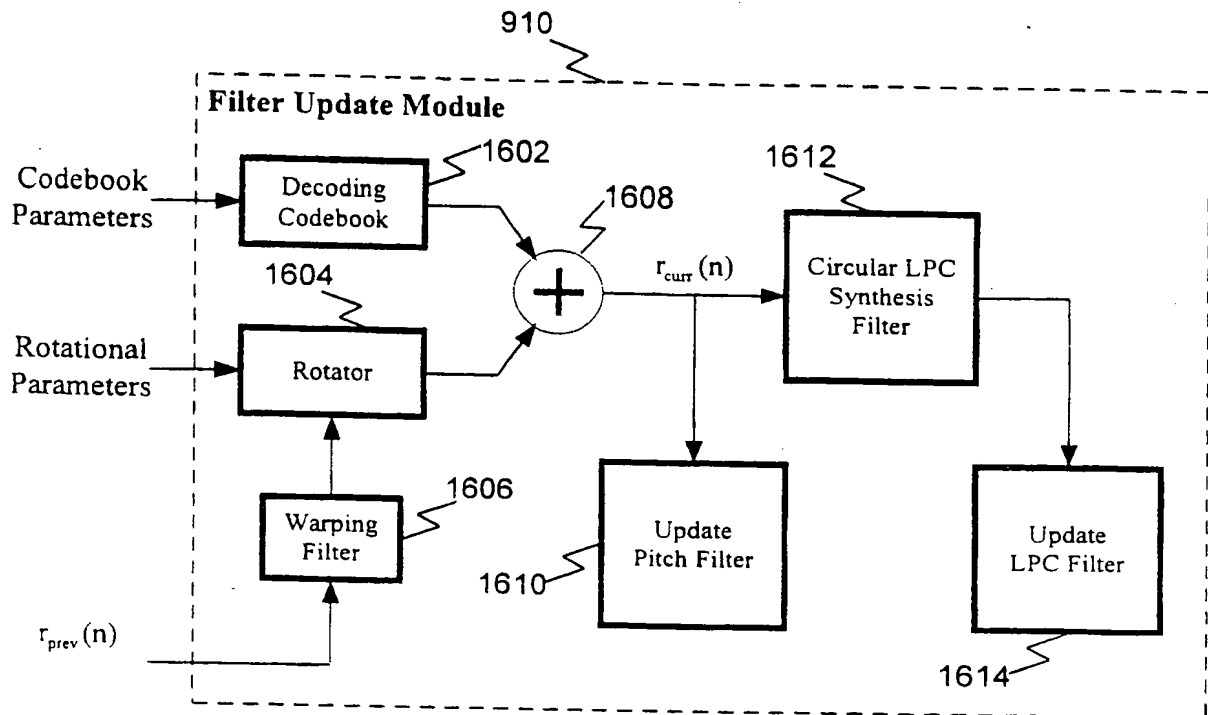 910
Filter Update Module
Codebook
Parameters
Decoding
Codebook
1602
1608
1612
Circular LPC
Synthesis
Filter
r_curr(n)
1604
Rotational
Parameters
Rotator
1606
Warping
Filter
Update
Pitch Filter
1610
Update
LPC Filter
1614
r_prev(n)